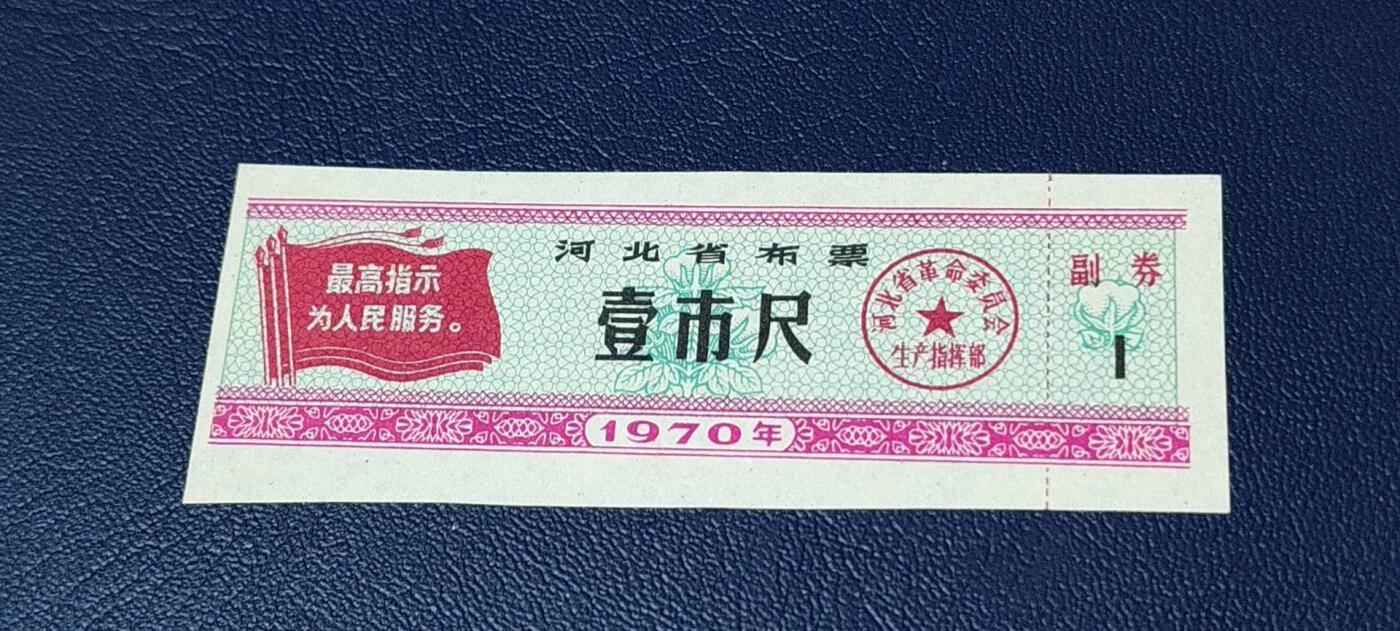 最高指示
为人民服务。
河北省布票
壹市尺
河北省革命委员会
生产指挥部
副券
1
1970年